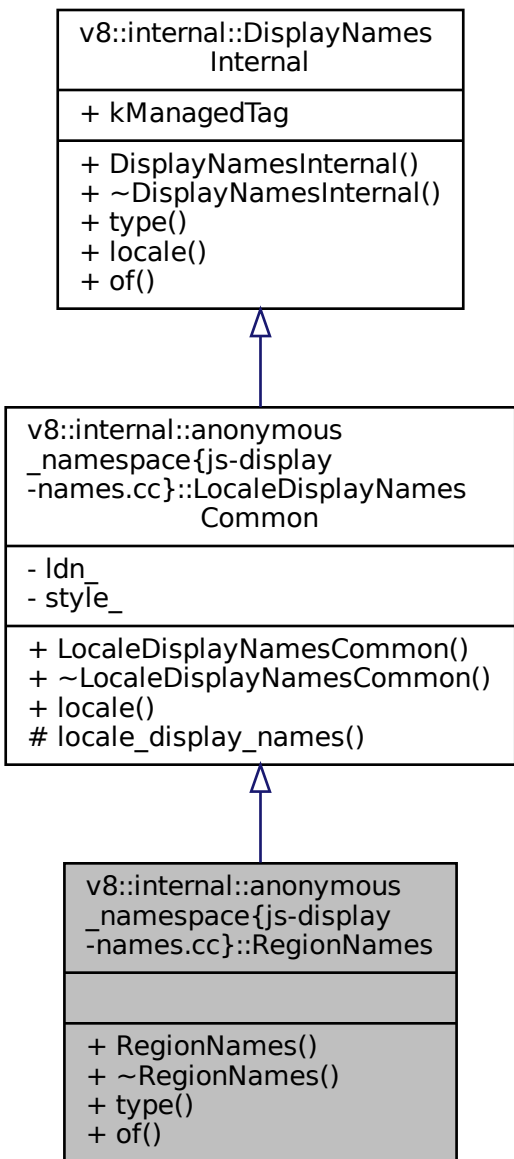 v8::internal::DisplayNames
Internal
+ kManagedTag
+ DisplayNamesInternal()
+ ~DisplayNamesInternal()
+ type()
+ locale()
+ of()
v8::internal::anonymous
_namespace{js-display
-names.cc}::LocaleDisplayNames
Common
- ldn_
- style_
+ LocaleDisplayNamesCommon()
+ ~LocaleDisplayNamesCommon()
+ locale()
# locale_display_names()
v8::internal::anonymous
_namespace{js-display
-names.cc}::RegionNames
+ RegionNames()
+ ~RegionNames()
+ type()
+ of()